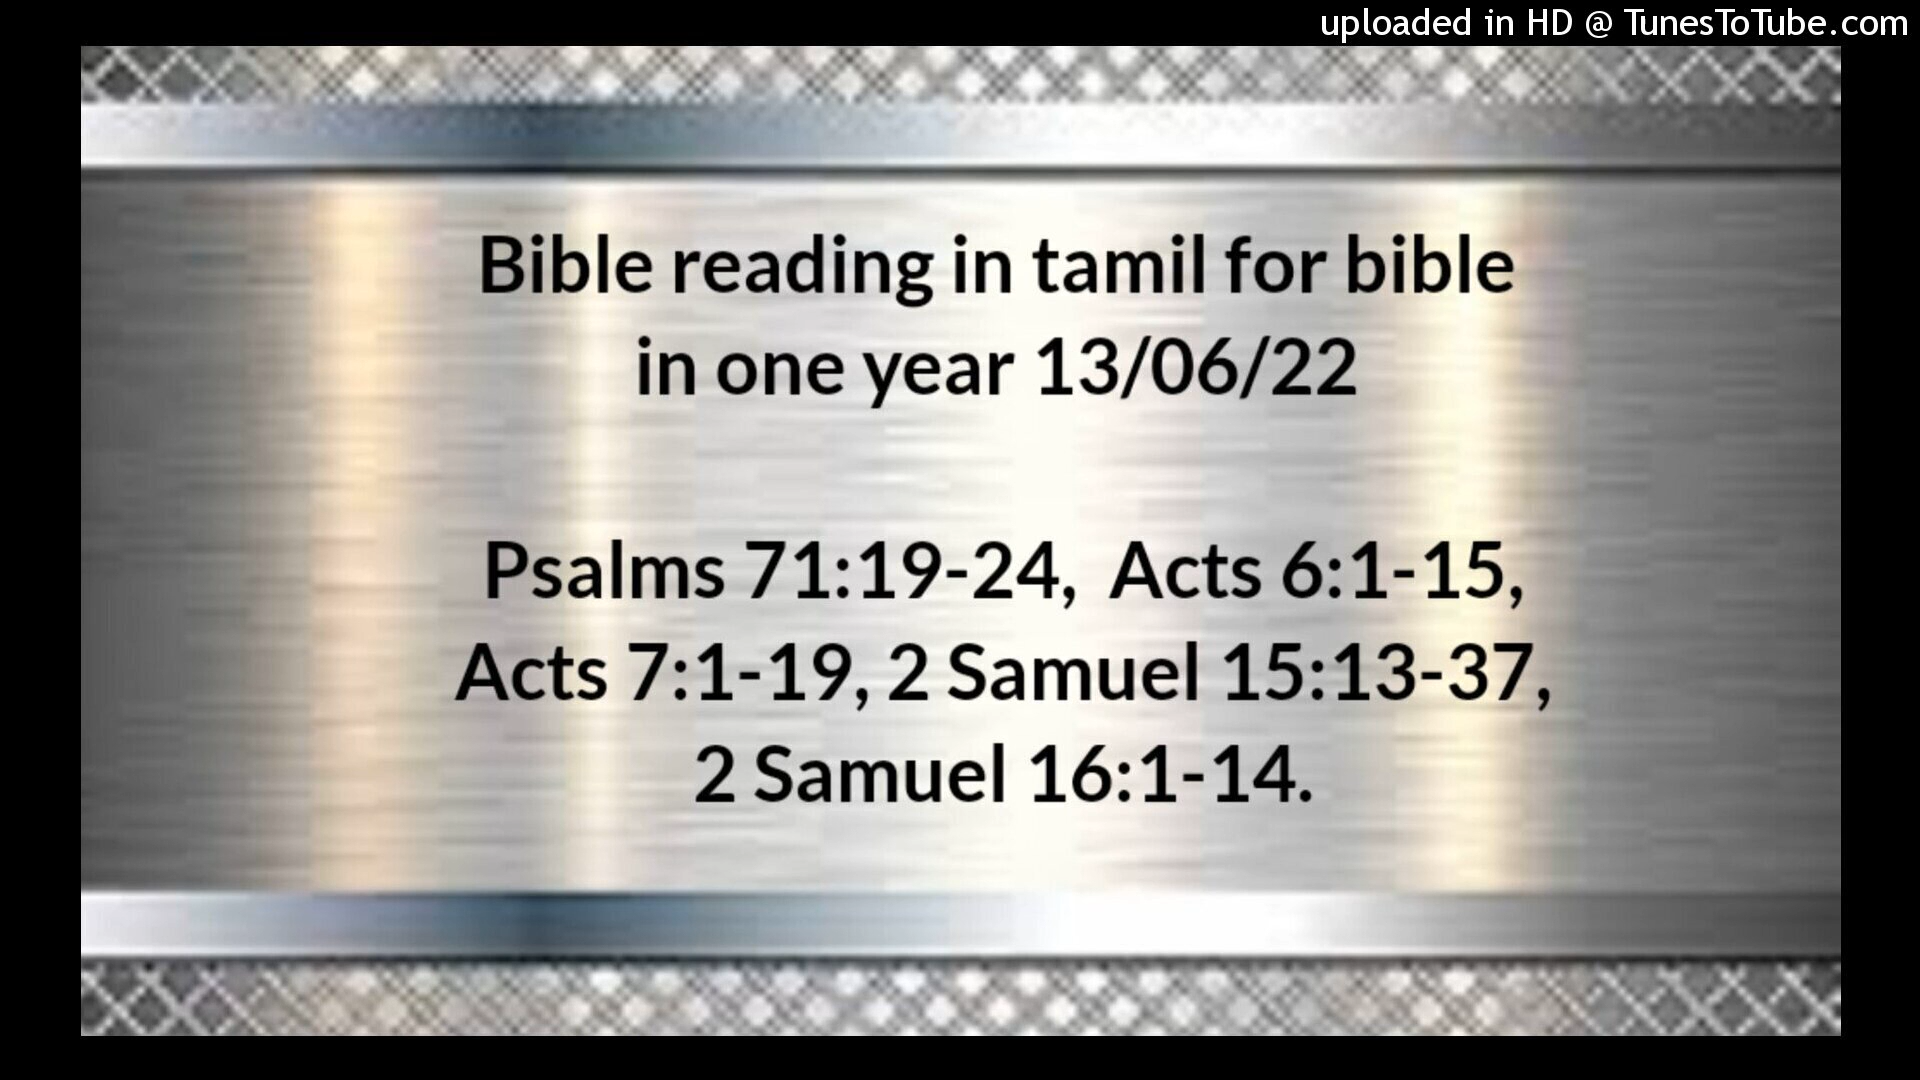 uploaded in HD @ TunesToTube.com
Bible reading in tamil for bible
in one year 13/06/22
Psalms 71:19-24, Acts 6:1-15,
Acts 7:1-19, 2 Samuel 15:13-37,
2 Samuel 16:1-14.